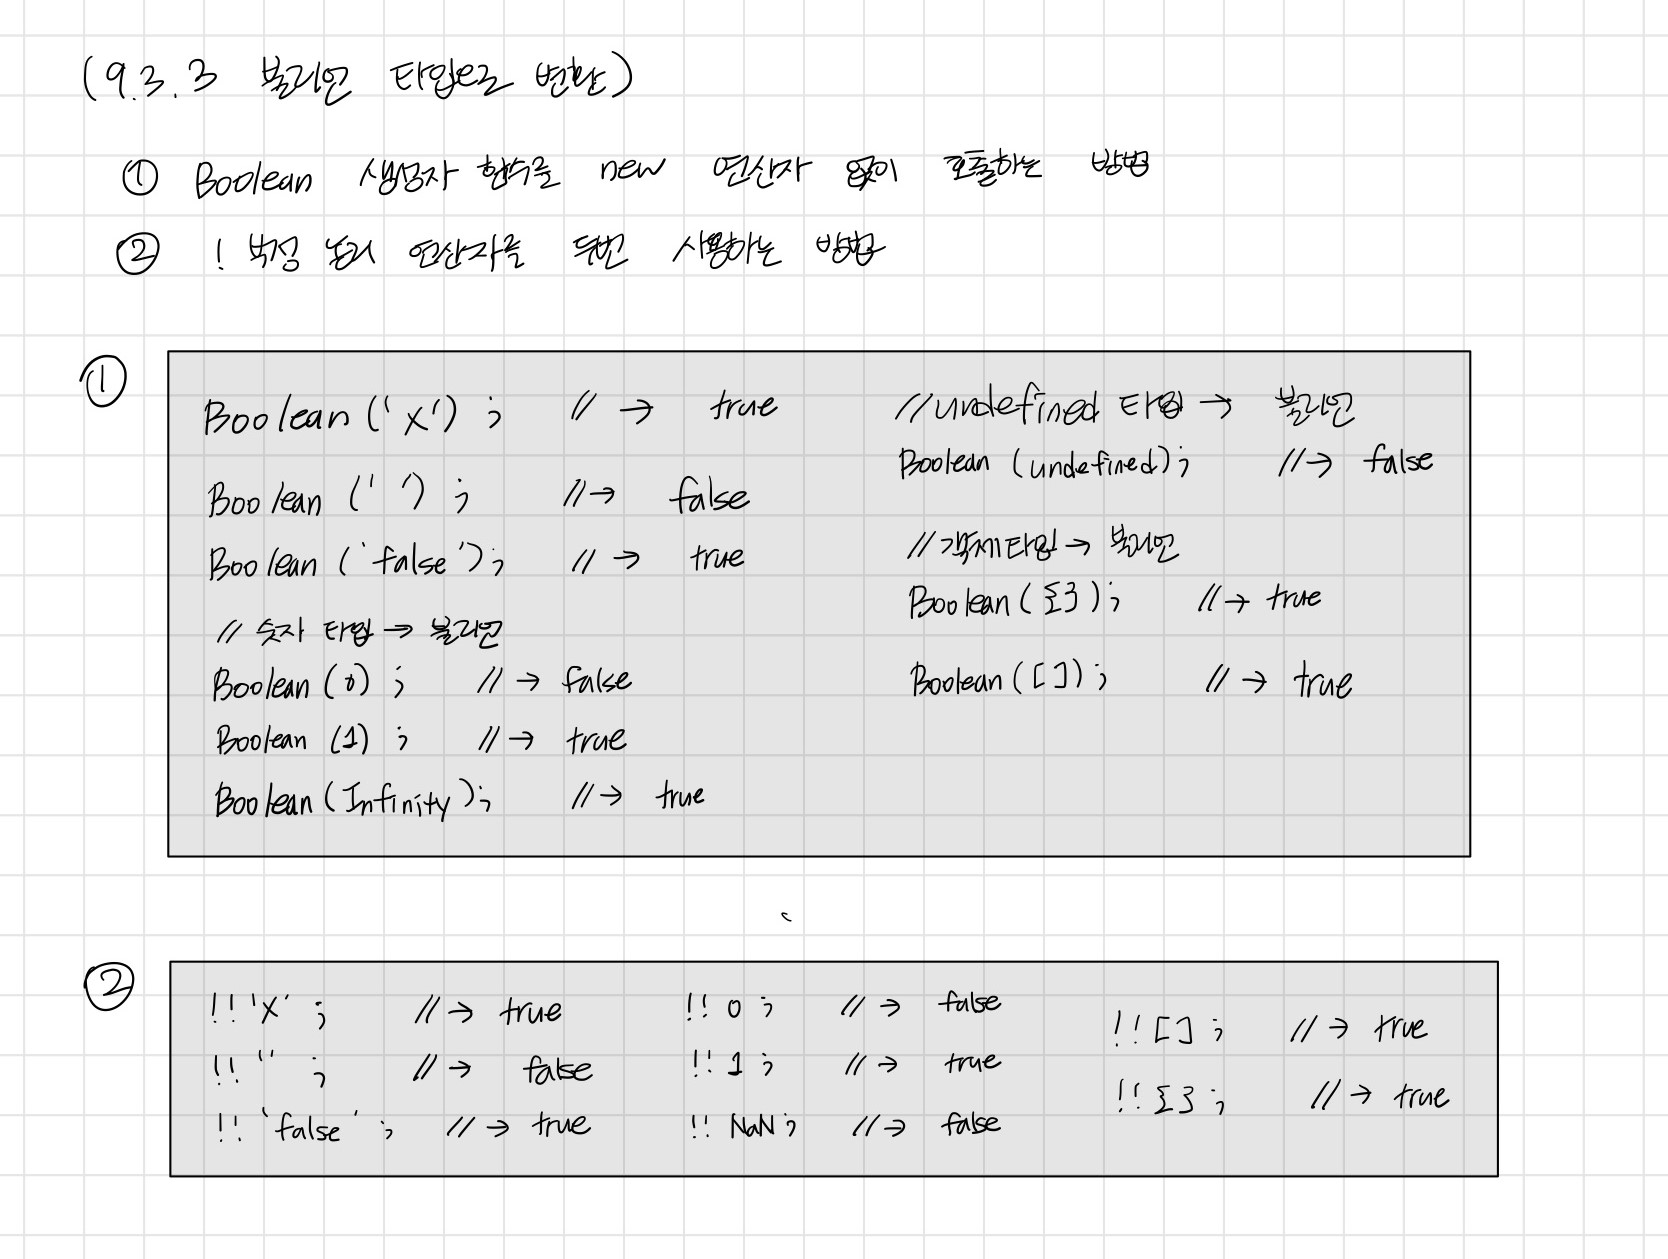 (9.3.3 불리언 타입으로 변환)
① Boolean 생성자 함수를 new 연산자 없이 호출하는 방법
② ! 부정 논리 연산자를 두번 사용하는 방법
①
Boolean('x'); // → true
Boolean(' '); // → false
Boolean('false'); // → true
// 숫자 타입 → 불리언
Boolean(0); // → false
Boolean(1); // → true
Boolean(Infinity); // → true
// undefined 타입 → 불리언
Boolean(undefined); // → false
// 객체 타입 → 불리언
Boolean({}); // → true
Boolean([]); // → true
②
!!'x'; // → true
!!''; // → false
!!'false'; // → true
!!0; // → false
!!1; // → true
!!NaN; // → false
!![]; // → true
!!{}; // → true